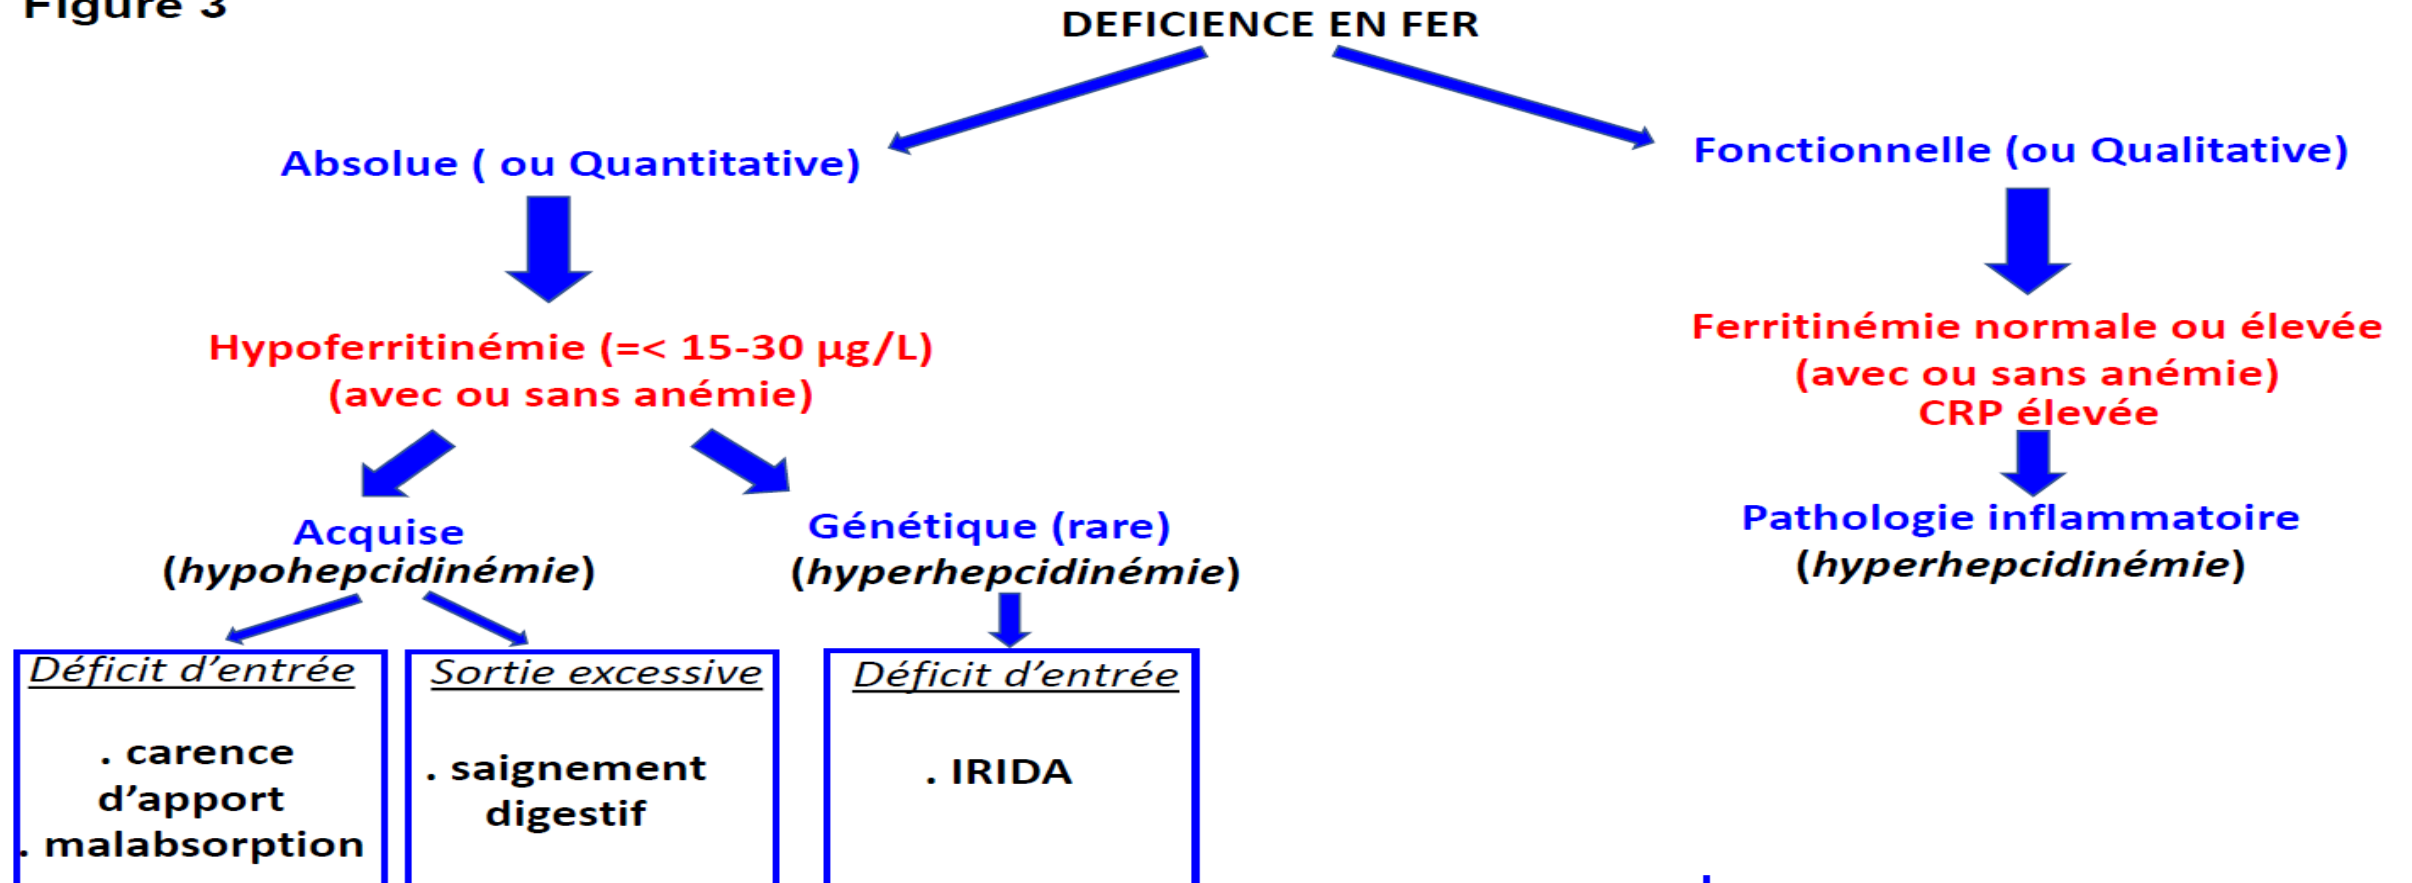 Figure 3
DEFICIENCE EN FER
Absolue ( ou Quantitative)
Fonctionnelle (ou Qualitative)
Hypoferritinémie (=< 15-30 µg/L)
(avec ou sans anémie)
Ferritinémie normale ou élevée
(avec ou sans anémie)
CRP élevée
Acquise
(hypohepcidinémie)
Génétique (rare)
(hyperhepcidinémie)
Pathologie inflammatoire
(hyperhepcidinémie)
Déficit d’entrée
. carence
d’apport
. malabsorption
Sortie excessive
. saignement
digestif
Déficit d’entrée
. IRIDA